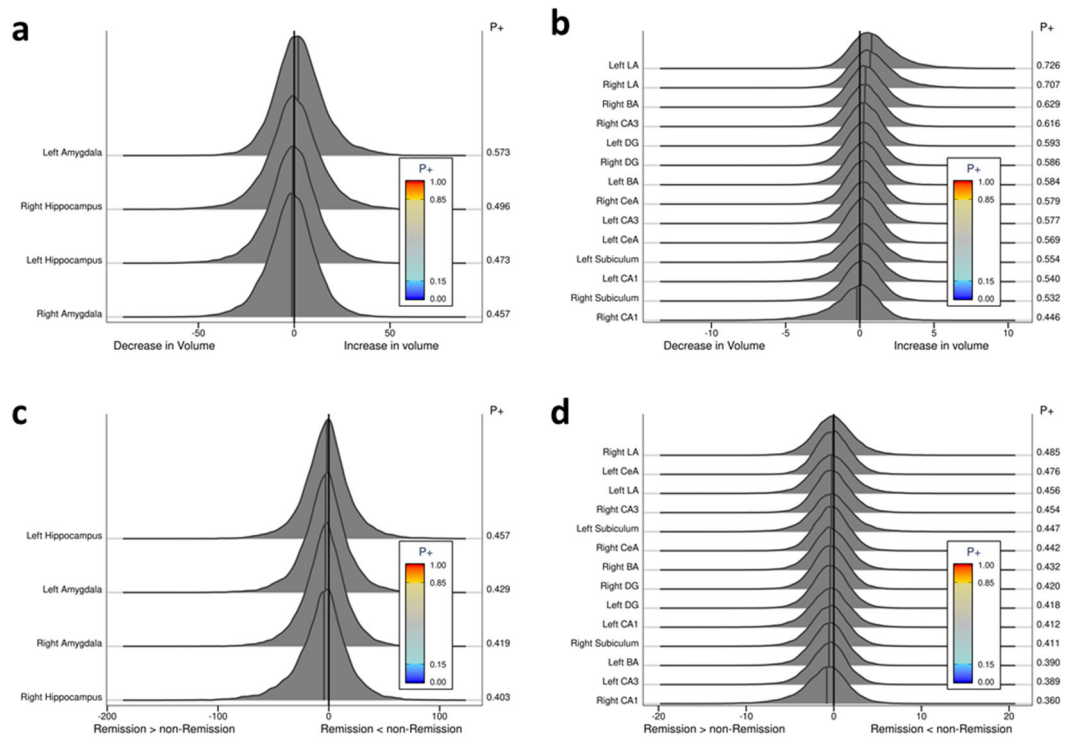 a
P+
Left Amygdala 0.573
Right Hippocampus 0.496
Left Hippocampus 0.473
Right Amygdala 0.457
P+
1.00
0.85
0.15
0.00
-50 0 50
Decrease in Volume Increase in volume
b
P+
Left LA 0.726
Right LA 0.707
Right BA 0.629
Right CA3 0.616
Left DG 0.593
Right DG 0.586
Left BA 0.584
Right CeA 0.579
Left CA3 0.577
Left CeA 0.569
Left Subiculum 0.554
Left CA1 0.540
Right Subiculum 0.532
Right CA1 0.446
P+
1.00
0.85
0.15
0.00
-10 -5 0 5 10
Decrease in Volume Increase in volume
c
P+
Left Hippocampus 0.457
Left Amygdala 0.429
Right Amygdala 0.419
Right Hippocampus 0.403
P+
1.00
0.85
0.15
0.00
-200 -100 0 100
Remission > non-Remission Remission < non-Remission
d
P+
Right LA 0.485
Left CeA 0.476
Left LA 0.456
Right CA3 0.454
Left Subiculum 0.447
Right CeA 0.442
Right BA 0.432
Right DG 0.420
Left DG 0.418
Left CA1 0.412
Right Subiculum 0.411
Left BA 0.390
Left CA3 0.389
Right CA1 0.360
P+
1.00
0.85
0.15
0.00
-20 -10 0 10 20
Remission > non-Remission Remission < non-Remission